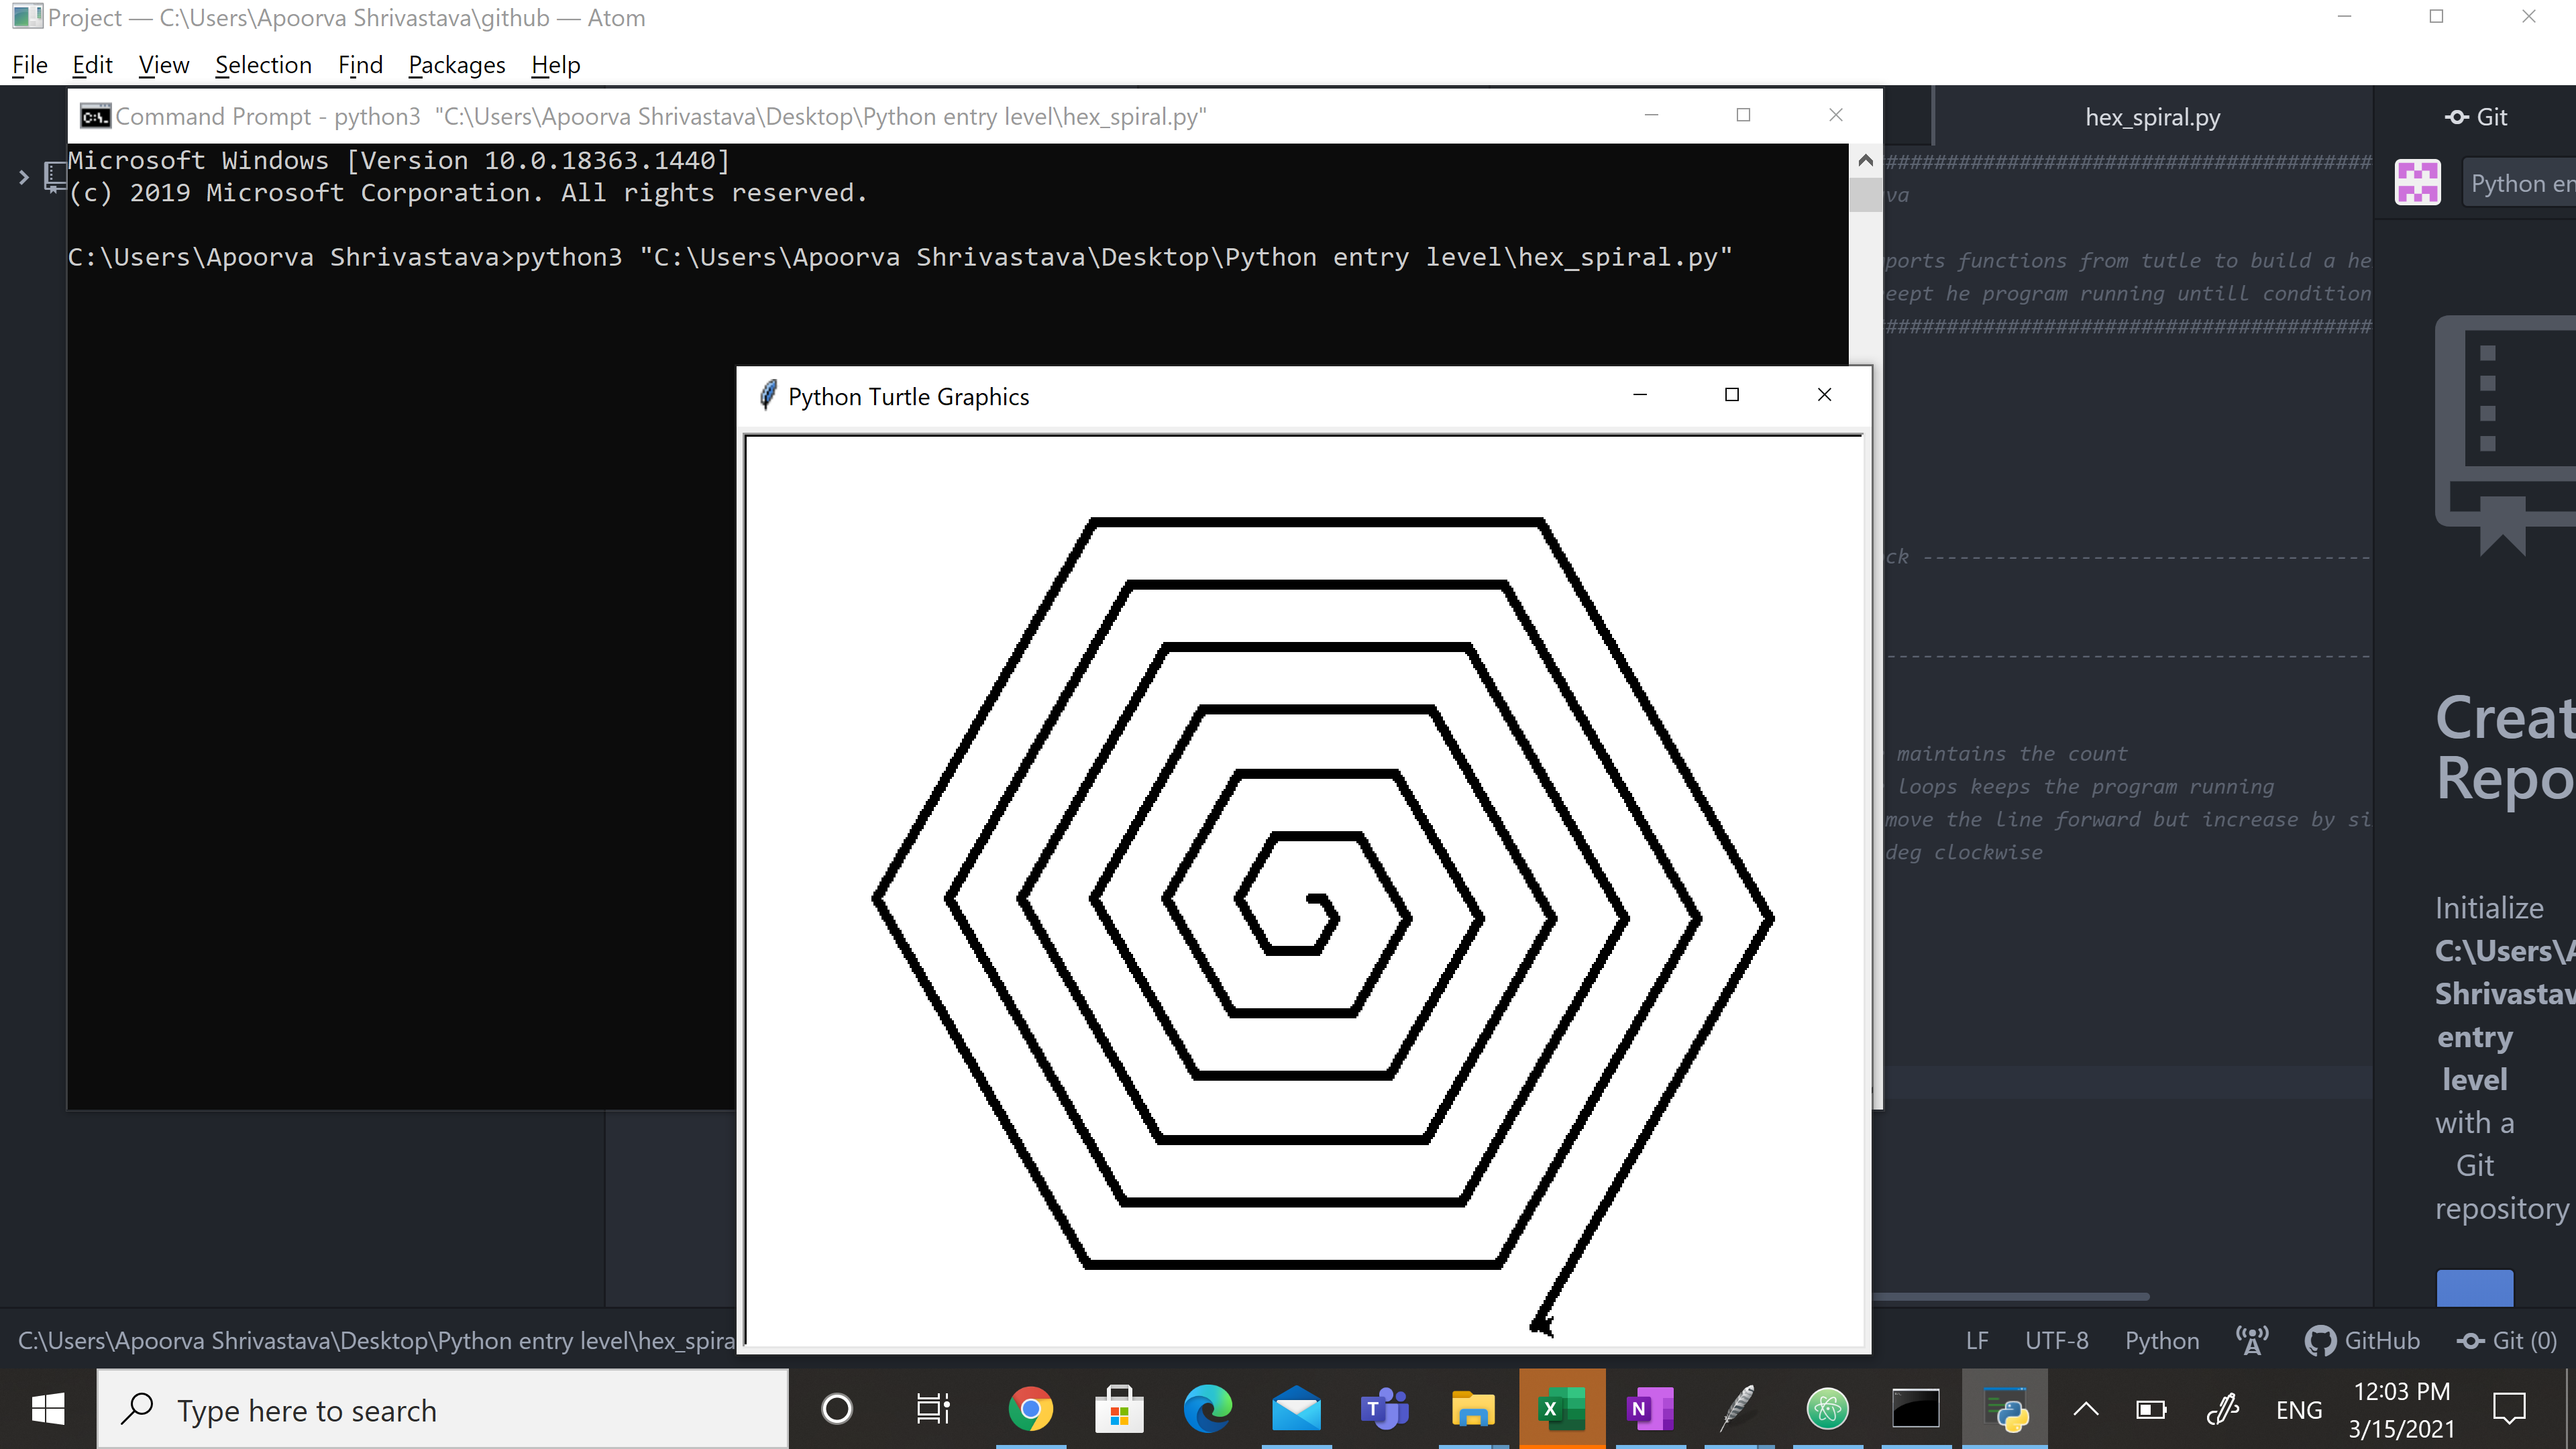 Project — C:\Users\Apoorva Shrivastava\github — Atom
File Edit View Selection Find Packages Help
Command Prompt - python3 "C:\Users\Apoorva Shrivastava\Desktop\Python entry level\hex_spiral.py"
Microsoft Windows [Version 10.0.18363.1440]
(c) 2019 Microsoft Corporation. All rights reserved.
C:\Users\Apoorva Shrivastava>python3 "C:\Users\Apoorva Shrivastava\Desktop\Python entry level\hex_spiral.py"
Python Turtle Graphics
hex_spiral.py
########################################
va
ports functions from tutle to build a he
eept he program running untill condition
########################################
ck -------------------------------------
----------------------------------------
maintains the count
loops keeps the program running
move the line forward but increase by si
deg clockwise
Git
Python en
Creat
Repo
Initialize
C:\Users\A
Shrivastav
entry
level
with a
Git
repository
C:\Users\Apoorva Shrivastava\Desktop\Python entry level\hex_spira
LF UTF-8 Python GitHub Git (0)
Type here to search
ENG
12:03 PM
3/15/2021